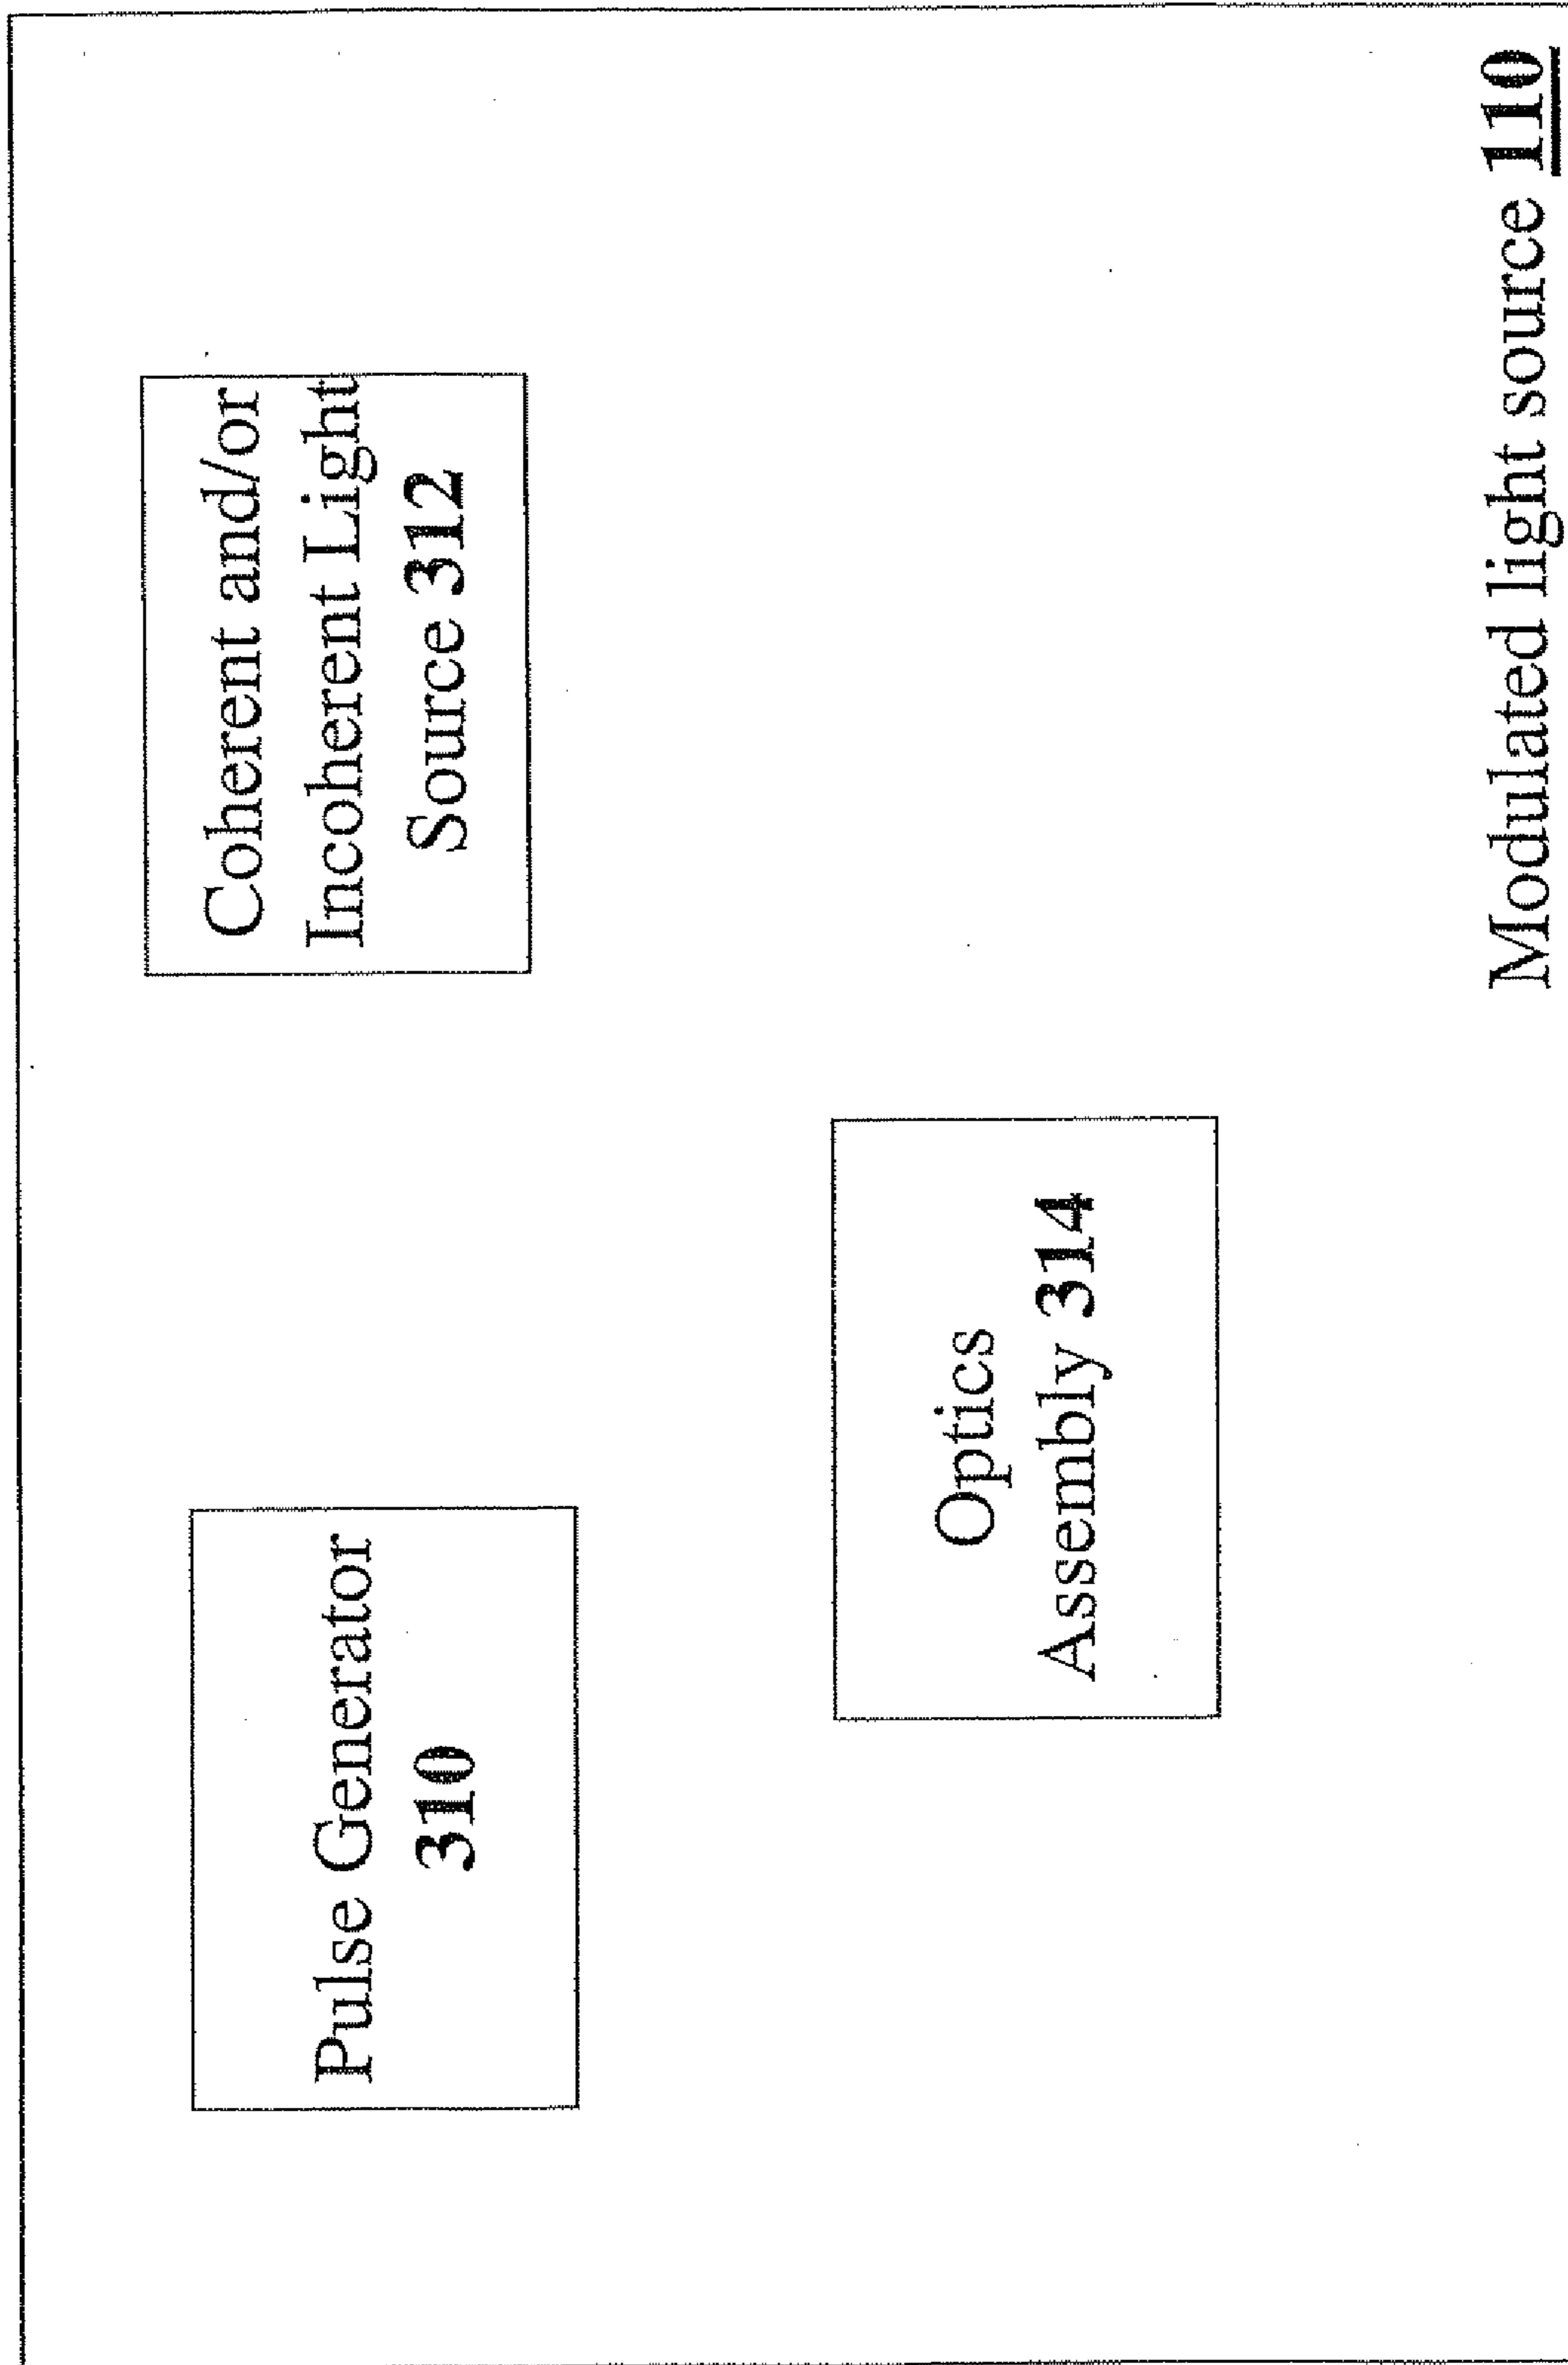 Pulse Generator
310
Coherent and/or
Incoherent Light
Source 312
Optics
Assembly 314
Modulated light source 110